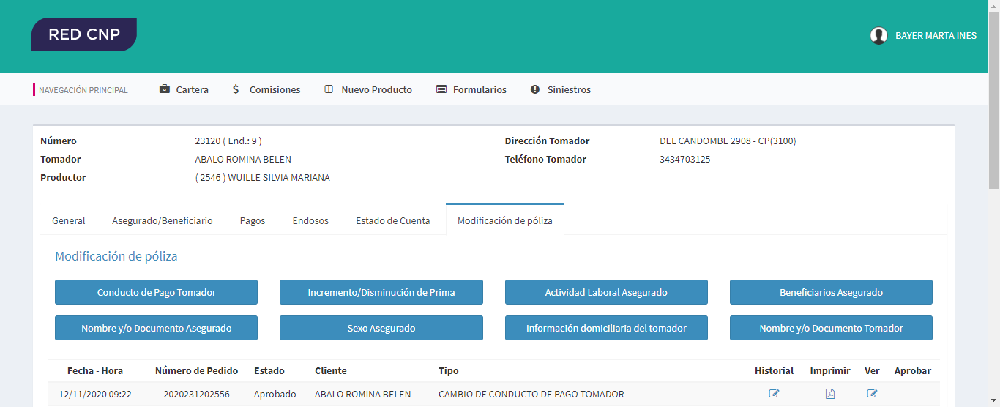 RED CNP
BAYER MARTA INES
NAVEGACIÓN PRINCIPAL Cartera $ Comisiones Nuevo Producto Formularios Siniestros
Número 23120 ( End.: 9 ) Dirección Tomador DEL CANDOMBE 2908 - CP(3100)
Tomador ABALO ROMINA BELEN Teléfono Tomador 3434703125
Productor ( 2546 ) WUILLE SILVIA MARIANA
General Asegurado/Beneficiario Pagos Endosos Estado de Cuenta Modificación de póliza
Modificación de póliza
Conducto de Pago Tomador Incremento/Disminución de Prima Actividad Laboral Asegurado Beneficiarios Asegurado
Nombre y/o Documento Asegurado Sexo Asegurado Información domiciliaria del tomador Nombre y/o Documento Tomador
Fecha - Hora Número de Pedido Estado Cliente Tipo Historial Imprimir Ver Aprobar
12/11/2020 09:22 2020231202556 Aprobado ABALO ROMINA BELEN CAMBIO DE CONDUCTO DE PAGO TOMADOR